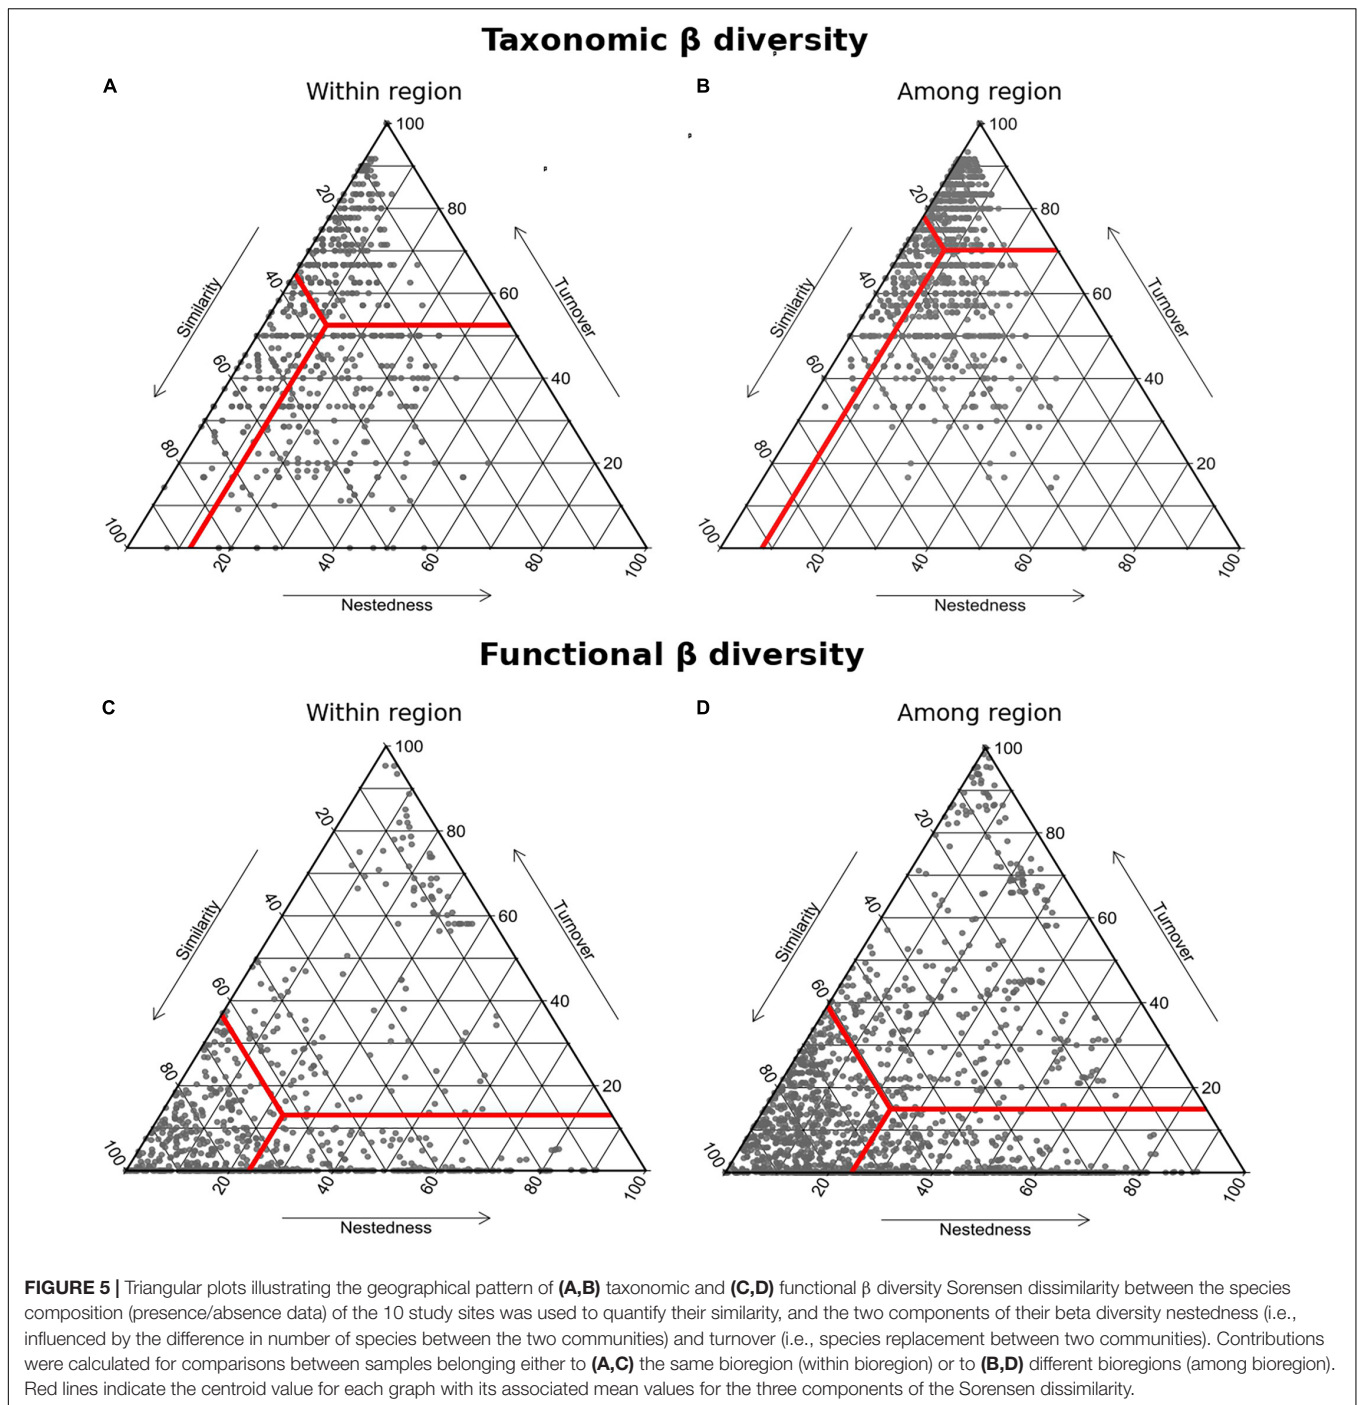 Taxonomic β diversity
A
Within region
100
80
60
40
20
20
40
60
80
100
20
40
60
80
100
Similarity
Turnover
Nestedness
B
Among region
100
80
60
40
20
20
40
60
80
100
20
40
60
80
100
Similarity
Turnover
Nestedness
Functional β diversity
C
Within region
100
80
60
40
20
20
40
60
80
100
20
40
60
80
100
Similarity
Turnover
Nestedness
D
Among region
100
80
60
40
20
20
40
60
80
100
20
40
60
80
100
Similarity
Turnover
Nestedness
FIGURE 5 | Triangular plots illustrating the geographical pattern of (A,B) taxonomic and (C,D) functional β diversity Sorensen dissimilarity between the species
composition (presence/absence data) of the 10 study sites was used to quantify their similarity, and the two components of their beta diversity nestedness (i.e.,
influenced by the difference in number of species between the two communities) and turnover (i.e., species replacement between two communities). Contributions
were calculated for comparisons between samples belonging either to (A,C) the same bioregion (within bioregion) or to (B,D) different bioregions (among bioregion).
Red lines indicate the centroid value for each graph with its associated mean values for the three components of the Sorensen dissimilarity.